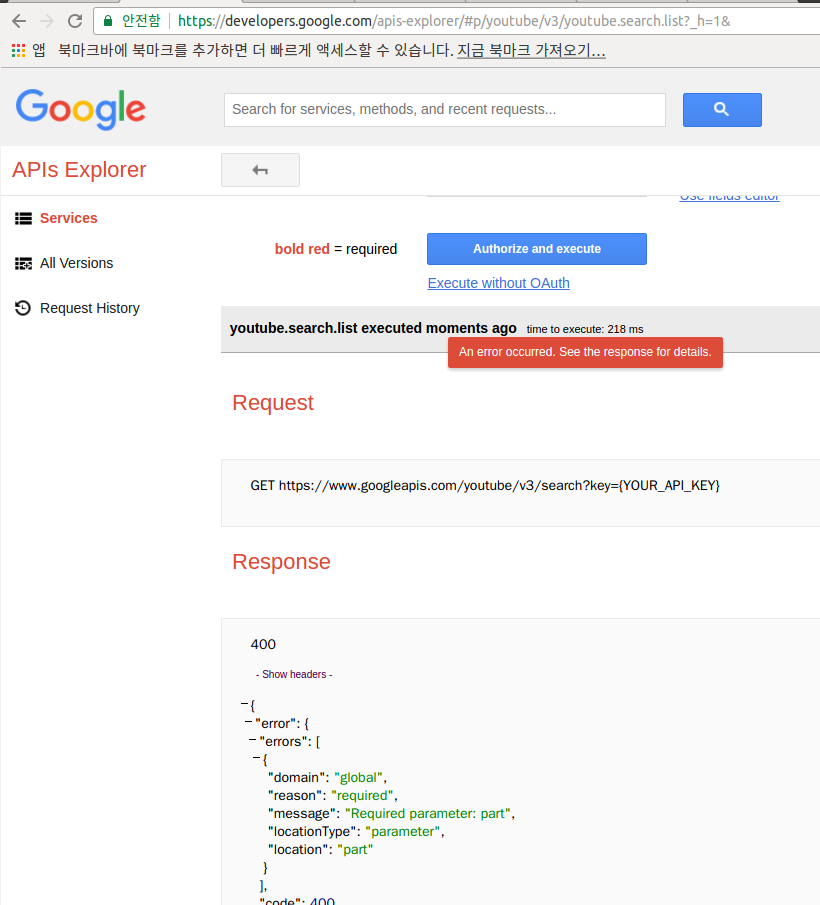 안전함 https://developers.google.com/apis-explorer/#p/youtube/v3/youtube.search.list?_h=1&
앱 북마크바에 북마크를 추가하면 더 빠르게 액세스할 수 있습니다. 지금 북마크 가져오기...
Google
Search for services, methods, and recent requests...
APIs Explorer
Use fields editor
Services
bold red = required
Authorize and execute
All Versions
Execute without OAuth
Request History
youtube.search.list executed moments ago time to execute: 218 ms
An error occurred. See the response for details.
Request
GET https://www.googleapis.com/youtube/v3/search?key={YOUR_API_KEY}
Response
400
- Show headers -
{
"error": {
"errors": [
{
"domain": "global",
"reason": "required",
"message": "Required parameter: part",
"locationType": "parameter",
"location": "part"
}
],
"code": 400